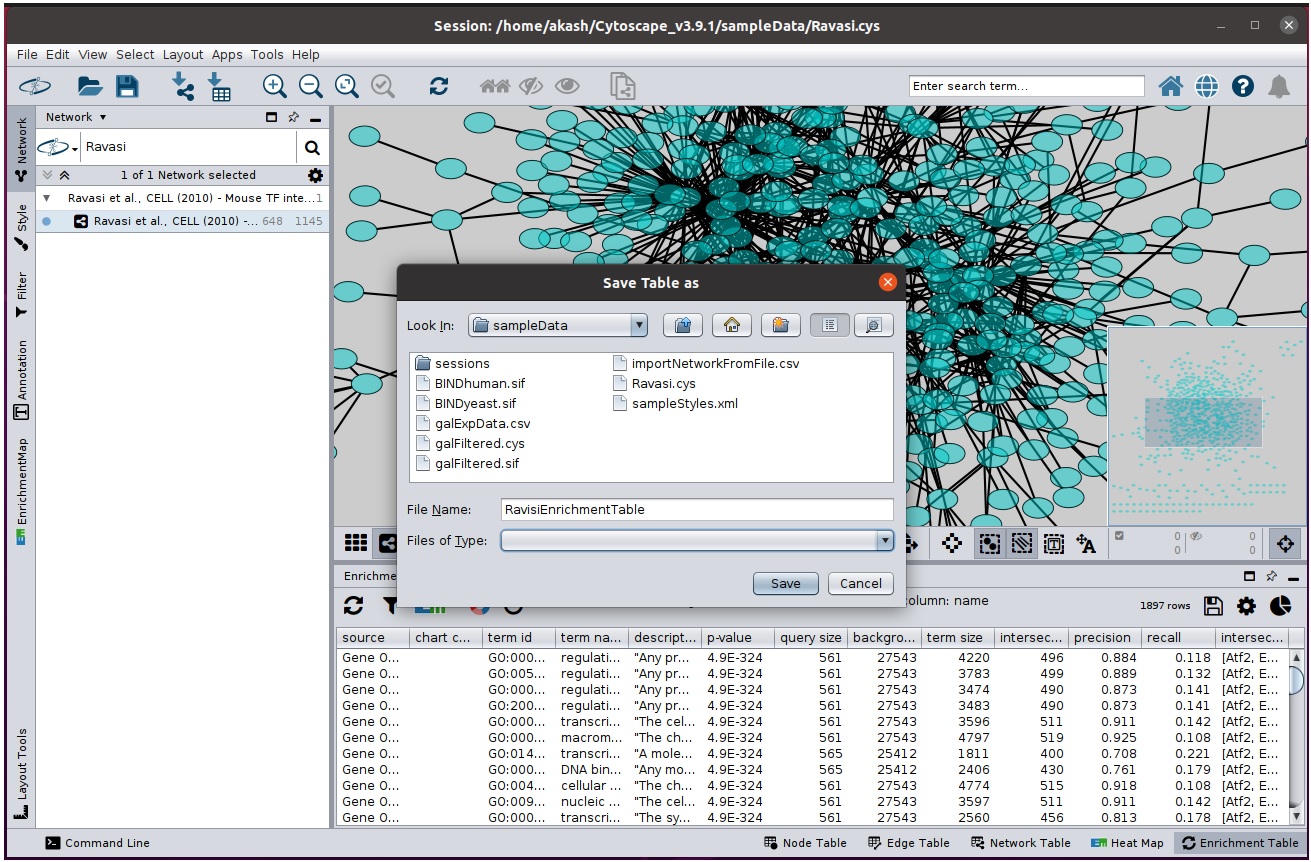 Session: /home/akash/Cytoscape_v3.9.1/sampleData/Ravasi.cys
File Edit View Select Layout Apps Tools Help
Enter search term...
Network
Style
Filter
Annotation
EnrichmentMap
Layout Tools
Network
Ravasi
1 of 1 Network selected
Ravasi et al., CELL (2010) - Mouse TF inte...1
Ravasi et al., CELL (2010) -... 648 1145
Save Table as
Look In: sampleData
sessions
BINDhuman.sif
BINDyeast.sif
galExpData.csv
galFiltered.cys
galFiltered.sif
importNetworkFromFile.csv
Ravasi.cys
sampleStyles.xml
File Name: RavisiEnrichmentTable
Files of Type:
Save Cancel
0 0
0 0
Enrichme
column: name
1897 rows
source chart c... term id term na... descript... p-value query size backgro... term size intersec... precision recall intersec...
Gene O... GO:000... regulati... "Any pr... 4.9E-324 561 27543 4220 496 0.884 0.118 [Atf2, E...
Gene O... GO:005... regulati... "Any pr... 4.9E-324 561 27543 3783 499 0.889 0.132 [Atf2, E...
Gene O... GO:000... regulati... "Any pr... 4.9E-324 561 27543 3474 490 0.873 0.141 [Atf2, E...
Gene O... GO:200... regulati... "Any pr... 4.9E-324 561 27543 3483 490 0.873 0.141 [Atf2, E...
Gene O... GO:000... transcri... "The cel... 4.9E-324 561 27543 3596 511 0.911 0.142 [Atf2, E...
Gene O... GO:000... macrom... "The ch... 4.9E-324 561 27543 4797 519 0.925 0.108 [Atf2, E...
Gene O... GO:014... transcri... "A mole... 4.9E-324 565 25412 1811 400 0.708 0.221 [Atf2, E...
Gene O... GO:000... DNA bin... "Any mo... 4.9E-324 565 25412 2406 430 0.761 0.179 [Atf2, E...
Gene O... GO:004... cellular ... "The ch... 4.9E-324 561 27543 4774 515 0.918 0.108 [Atf2, E...
Gene O... GO:009... nucleic ... "The cel... 4.9E-324 561 27543 3597 511 0.911 0.142 [Atf2, E...
Gene O... GO:000... transcri... "The sy... 4.9E-324 561 27543 2560 456 0.813 0.178 [Atf2, E...
Command Line
Node Table Edge Table Network Table Heat Map Enrichment Table